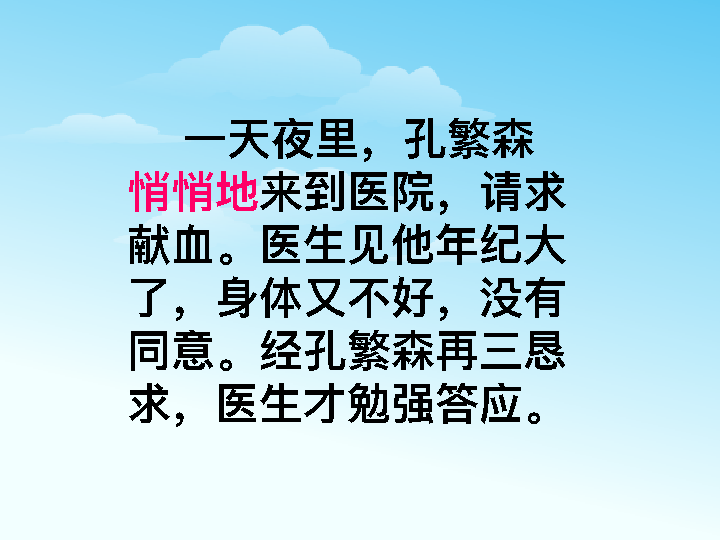 一天夜里，孔繁森
悄悄地来到医院，请求
献血。医生见他年纪大
了，身体又不好，没有
同意。经孔繁森再三恳
求，医生才勉强答应。